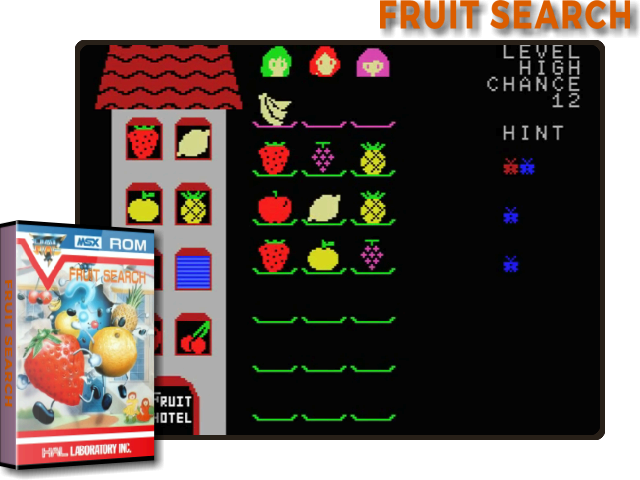 FRUIT SEARCH
LEVEL
HIGH
CHANCE
12
HINT
MSX ROM
FRUIT SEARCH
FRUIT SEARCH
FRUIT
HOTEL
HAL LABORATORY INC.